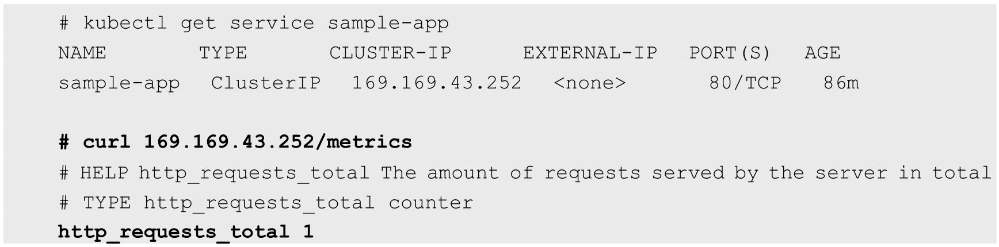 # kubectl get service sample-app
NAME TYPE CLUSTER-IP EXTERNAL-IP PORT(S) AGE
sample-app ClusterIP 169.169.43.252 <none> 80/TCP 86m
# curl 169.169.43.252/metrics
# HELP http_requests_total The amount of requests served by the server in total
# TYPE http_requests_total counter
http_requests_total 1